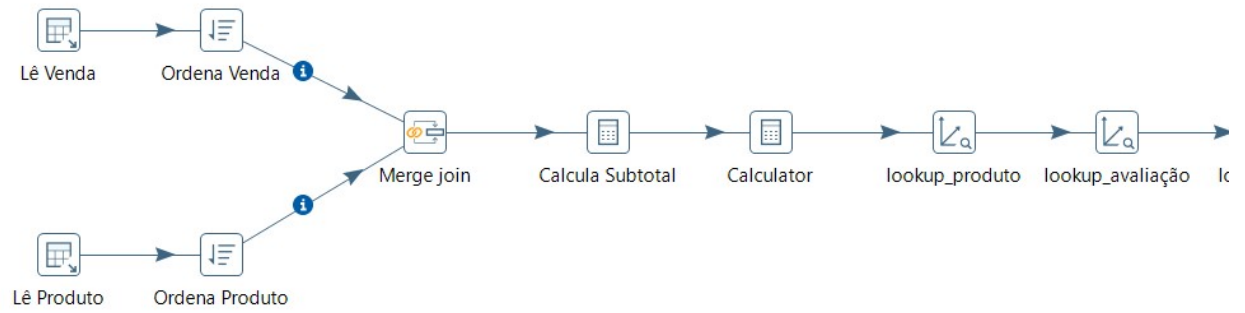 Lê Venda
Ordena Venda
Merge join
Calcula Subtotal
Calculator
lookup_produto
lookup_avaliação
Lê Produto
Ordena Produto